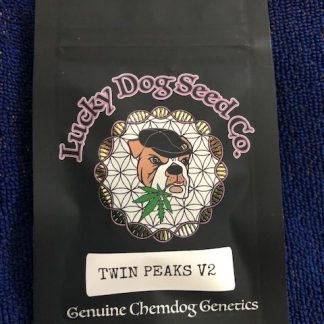 Lucky Dog Seed Co.
TWIN PEAKS V2
Genuine Chemdog Genetics